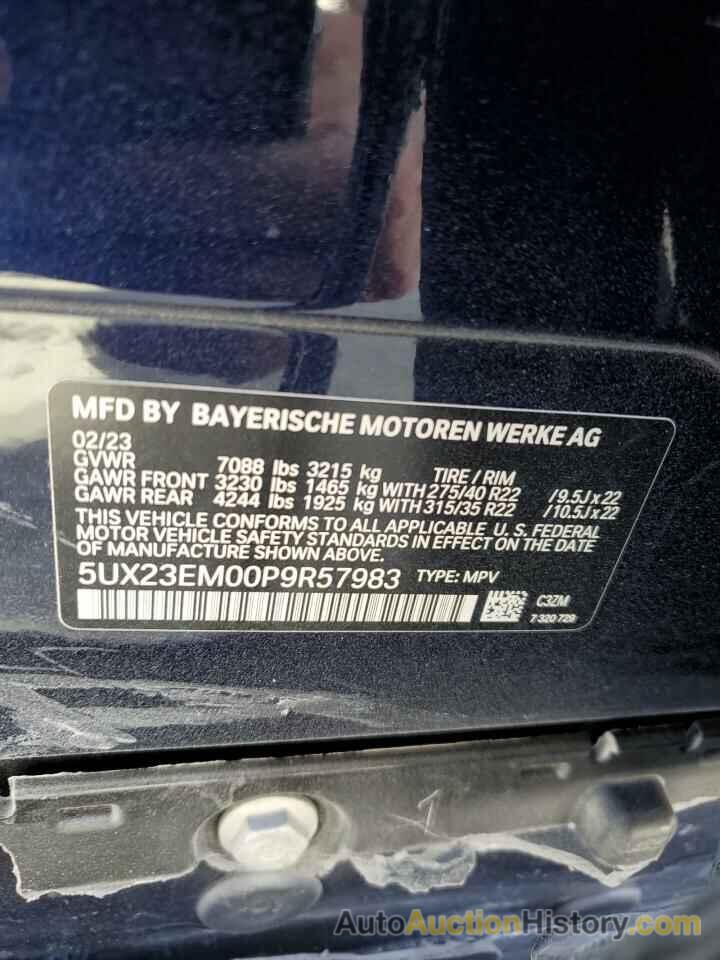 MFD BY BAYERISCHE MOTOREN WERKE AG
02/23
GVWR 7088 lbs 3215 kg TIRE / RIM
GAWR FRONT 3230 lbs 1465 kg WITH 275/40 R22 /9.5J x 22
GAWR REAR 4244 lbs 1925 kg WITH 315/35 R22 /10.5J x 22
THIS VEHICLE CONFORMS TO ALL APPLICABLE U. S. FEDERAL
MOTOR VEHICLE SAFETY STANDARDS IN EFFECT ON THE DATE
OF MANUFACTURE SHOWN ABOVE.
5UX23EM00P9R57983 TYPE: MPV
C3ZM
7 320 729
AutoAuctionHistory.com